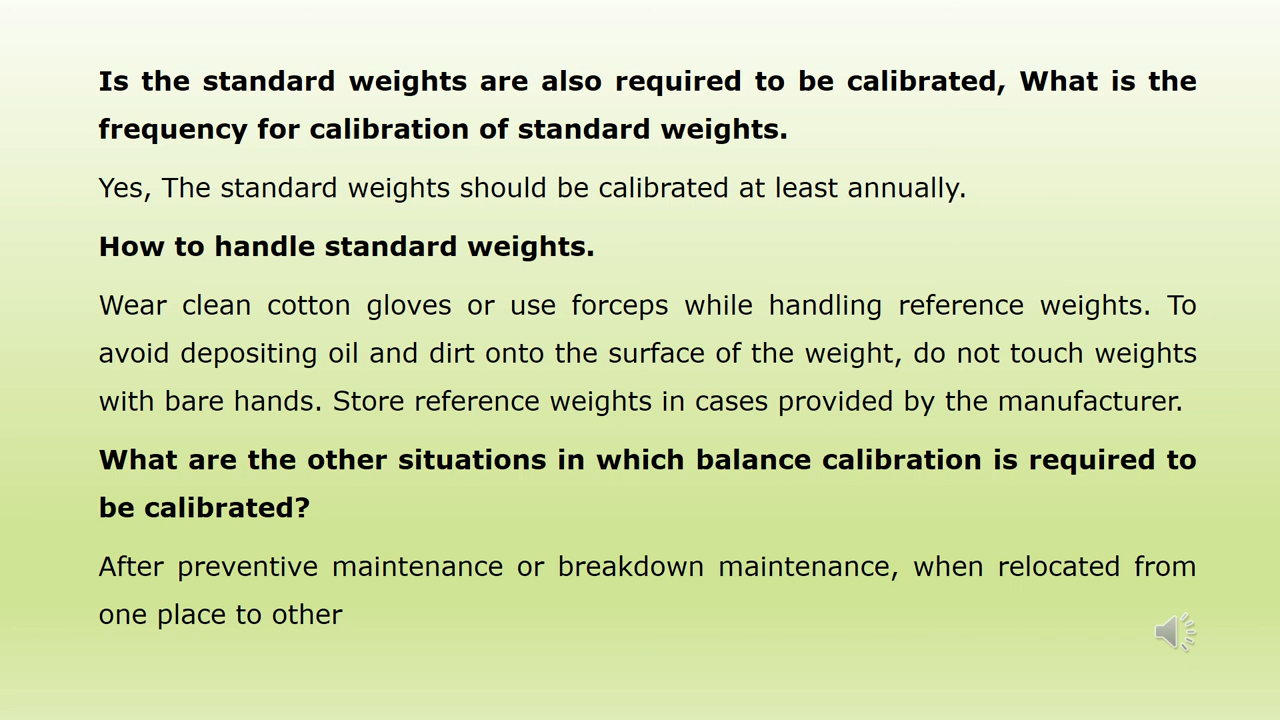 Is the standard weights are also required to be calibrated, What is the
frequency for calibration of standard weights.
Yes, The standard weights should be calibrated at least annually.
How to handle standard weights.
Wear clean cotton gloves or use forceps while handling reference weights. To
avoid depositing oil and dirt onto the surface of the weight, do not touch weights
with bare hands. Store reference weights in cases provided by the manufacturer.
What are the other situations in which balance calibration is required to
be calibrated?
After preventive maintenance or breakdown maintenance, when relocated from
one place to other